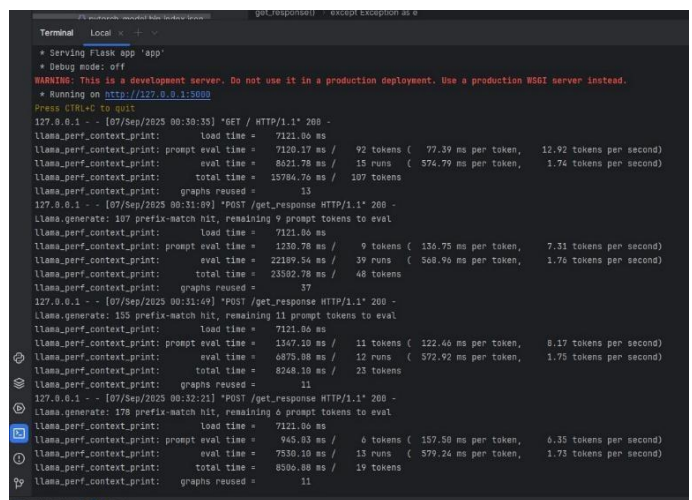 get_response() › except Exception as e
Terminal Local × + ⌄
* Serving Flask app 'app'
* Debug mode: off
WARNING: This is a development server. Do not use it in a production deployment. Use a production WSGI server instead.
* Running on http://127.0.0.1:5000
Press CTRL+C to quit
127.0.0.1 - - [07/Sep/2025 00:30:35] "GET / HTTP/1.1" 200 -
llama_perf_context_print: load time = 7121.06 ms
llama_perf_context_print: prompt eval time = 7120.17 ms / 92 tokens ( 77.39 ms per token, 12.92 tokens per second)
llama_perf_context_print: eval time = 8621.78 ms / 15 runs ( 574.79 ms per token, 1.74 tokens per second)
llama_perf_context_print: total time = 15784.76 ms / 107 tokens
llama_perf_context_print: graphs reused = 13
127.0.0.1 - - [07/Sep/2025 00:31:09] "POST /get_response HTTP/1.1" 200 -
Llama.generate: 107 prefix-match hit, remaining 9 prompt tokens to eval
llama_perf_context_print: load time = 7121.06 ms
llama_perf_context_print: prompt eval time = 1230.78 ms / 9 tokens ( 136.75 ms per token, 7.31 tokens per second)
llama_perf_context_print: eval time = 22189.54 ms / 39 runs ( 568.96 ms per token, 1.76 tokens per second)
llama_perf_context_print: total time = 23502.78 ms / 48 tokens
llama_perf_context_print: graphs reused = 37
127.0.0.1 - - [07/Sep/2025 00:31:49] "POST /get_response HTTP/1.1" 200 -
Llama.generate: 155 prefix-match hit, remaining 11 prompt tokens to eval
llama_perf_context_print: load time = 7121.06 ms
llama_perf_context_print: prompt eval time = 1347.10 ms / 11 tokens ( 122.46 ms per token, 8.17 tokens per second)
llama_perf_context_print: eval time = 6875.08 ms / 12 runs ( 572.92 ms per token, 1.75 tokens per second)
llama_perf_context_print: total time = 8248.10 ms / 23 tokens
llama_perf_context_print: graphs reused = 11
127.0.0.1 - - [07/Sep/2025 00:32:21] "POST /get_response HTTP/1.1" 200 -
Llama.generate: 178 prefix-match hit, remaining 6 prompt tokens to eval
llama_perf_context_print: load time = 7121.06 ms
llama_perf_context_print: prompt eval time = 945.03 ms / 6 tokens ( 157.50 ms per token, 6.35 tokens per second)
llama_perf_context_print: eval time = 7530.10 ms / 13 runs ( 579.24 ms per token, 1.73 tokens per second)
llama_perf_context_print: total time = 8506.88 ms / 19 tokens
llama_perf_context_print: graphs reused = 11